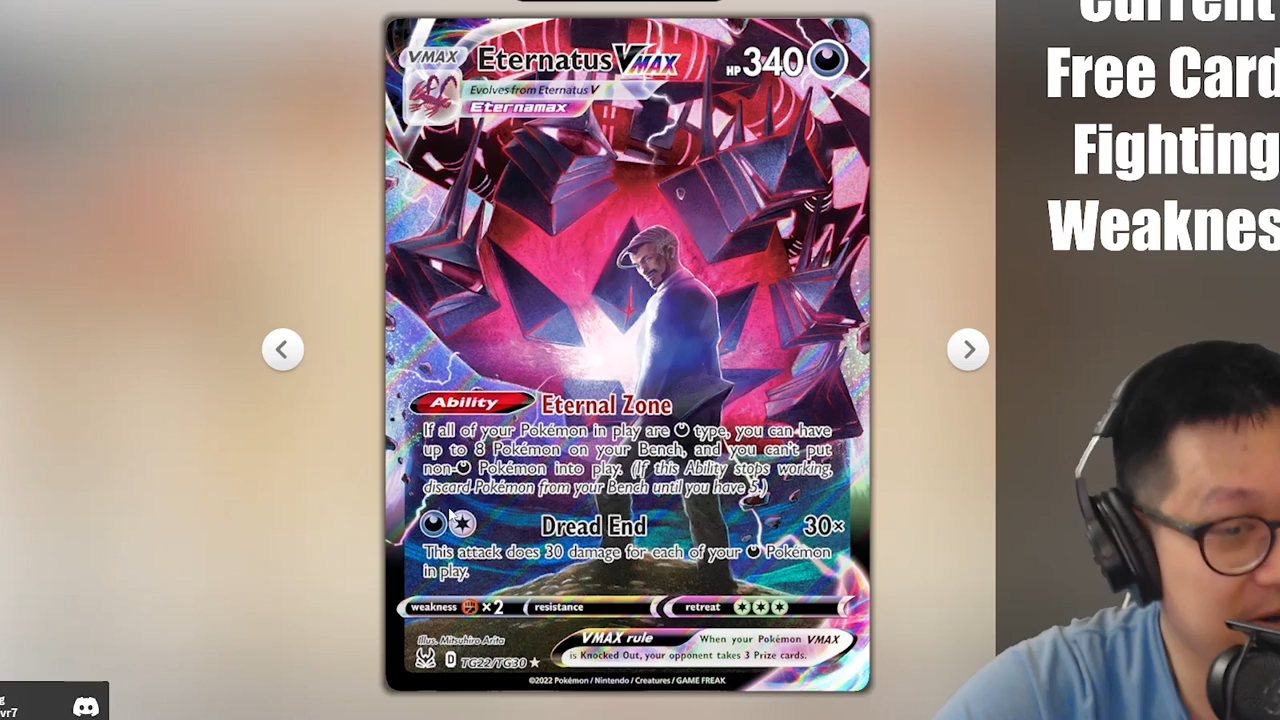 VMAX
Eternatus VMAX
HP 340
Evolves from Eternatus V
Eternamax
Ability Eternal Zone
If all of your Pokémon in play are type, you can have
up to 8 Pokémon on your Bench, and you can't put
non- Pokémon into play. (If this Ability stops working,
discard Pokémon from your Bench until you have 5.)
Dread End 30×
This attack does 30 damage for each of your Pokémon
in play.
weakness ×2 resistance retreat
Illus. Mitsuhiro Arita
D TG22/TG30
VMAX rule When your Pokémon VMAX
is Knocked Out, your opponent takes 3 Prize cards.
©2022 Pokémon / Nintendo / Creatures / GAME FREAK
Current
Free Card
Fighting
Weaknes
g
vr7